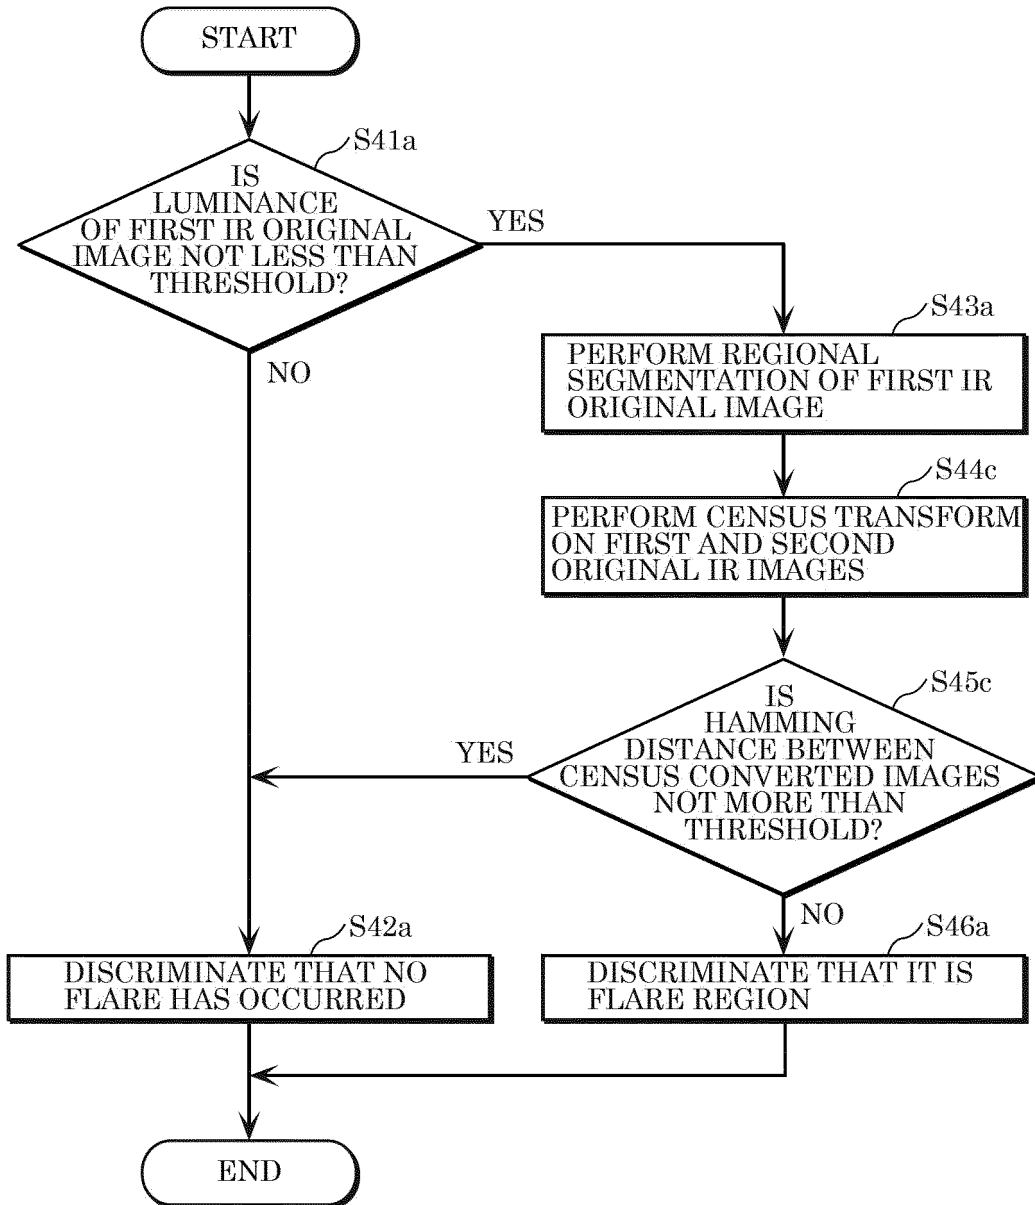 START
S41a
IS
LUMINANCE
OF FIRST IR ORIGINAL
IMAGE NOT LESS THAN
THRESHOLD?
YES
NO
S43a
PERFORM REGIONAL
SEGMENTATION OF FIRST IR
ORIGINAL IMAGE
S44c
PERFORM CENSUS TRANSFORM
ON FIRST AND SECOND
ORIGINAL IR IMAGES
S45c
IS
HAMMING
DISTANCE BETWEEN
CENSUS CONVERTED IMAGES
NOT MORE THAN
THRESHOLD?
YES
NO
S42a
DISCRIMINATE THAT NO
FLARE HAS OCCURRED
S46a
DISCRIMINATE THAT IT IS
FLARE REGION
END